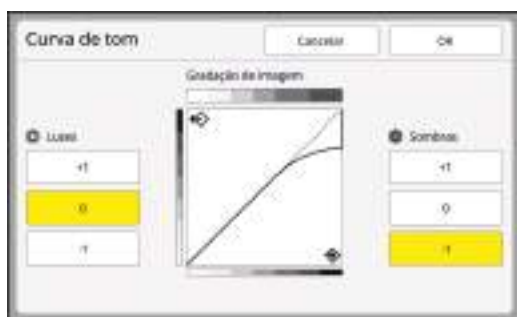 Curva de tom
Cancelar
OK
Gradação de imagem
Luzes
+1
0
-1
Sombras
+1
0
-1